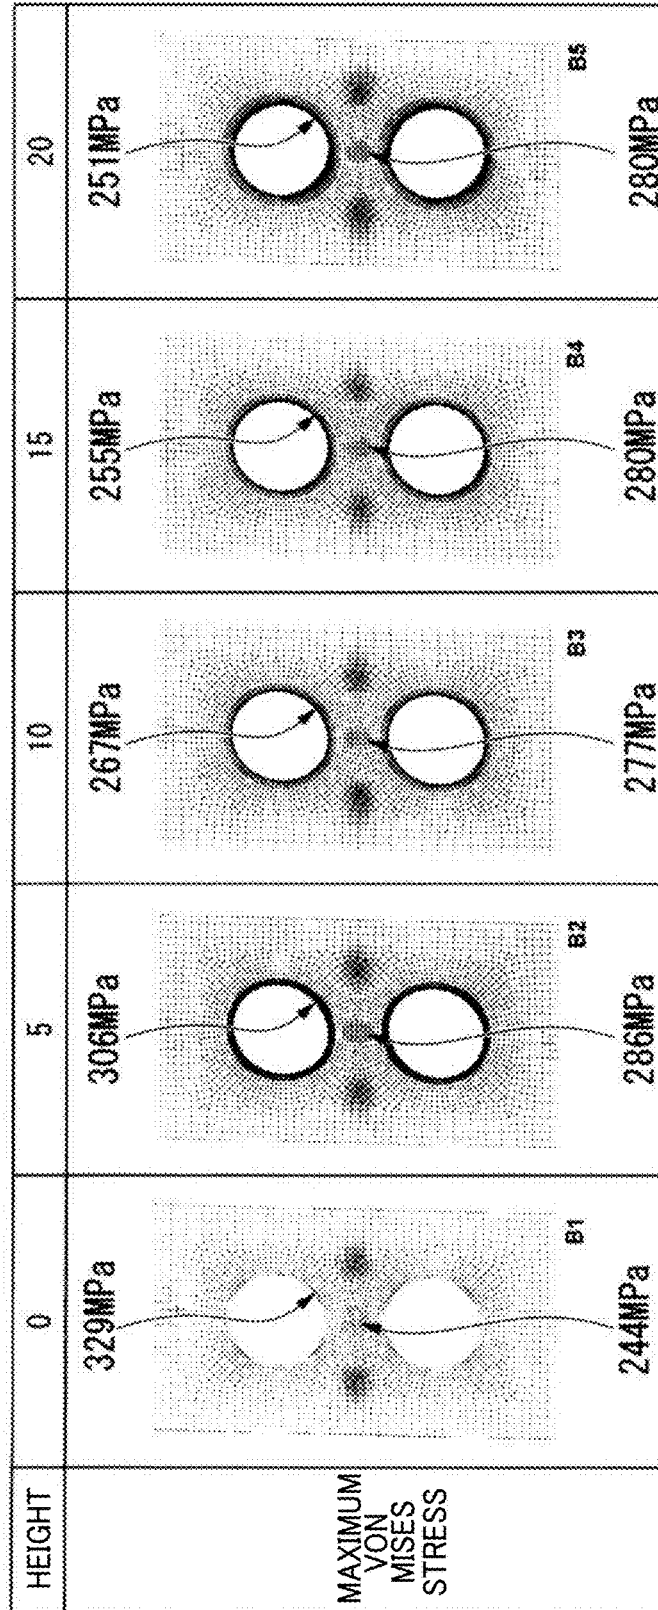 HEIGHT
0
5
10
15
20
MAXIMUM
VON
MISES
STRESS
329MPa
244MPa
B1
306MPa
286MPa
B2
267MPa
277MPa
B3
255MPa
280MPa
B4
251MPa
280MPa
B5